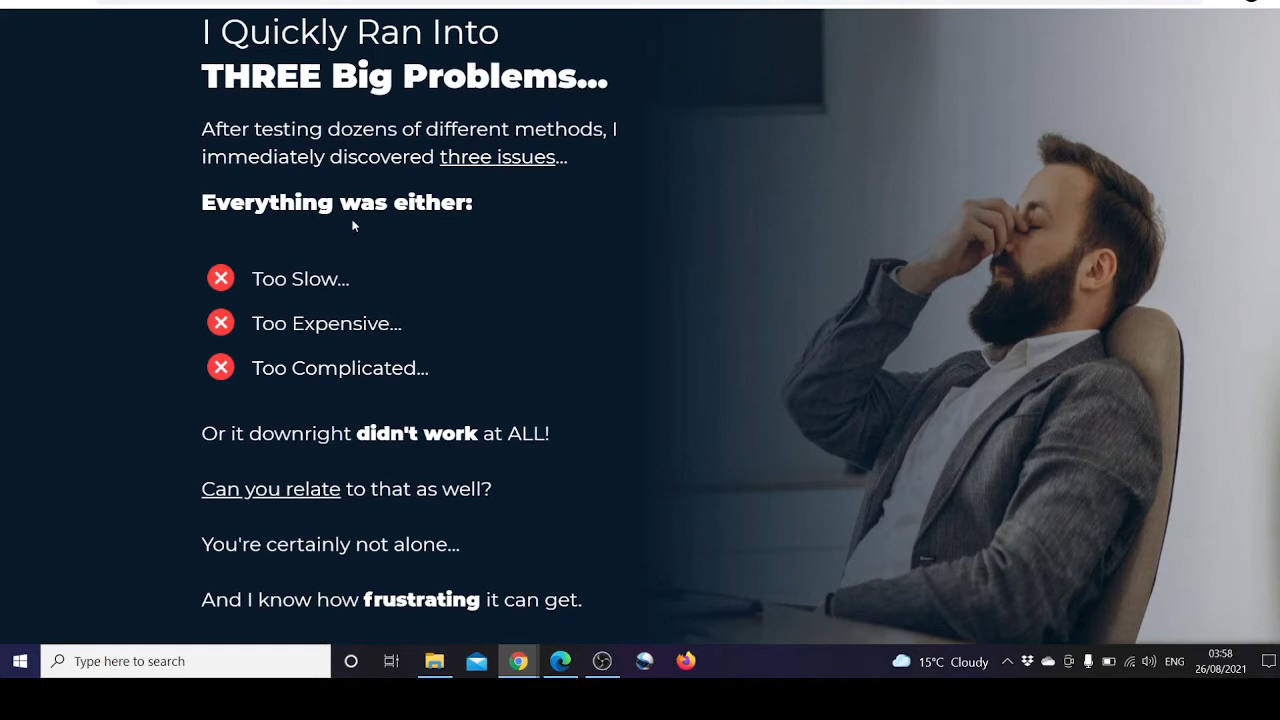 I Quickly Ran Into
THREE Big Problems...
After testing dozens of different methods, I
immediately discovered three issues...
Everything was either:
Too Slow...
Too Expensive...
Too Complicated...
Or it downright didn't work at ALL!
Can you relate to that as well?
You're certainly not alone...
And I know how frustrating it can get.
Type here to search
15°C Cloudy
ENG
03:58
26/08/2021